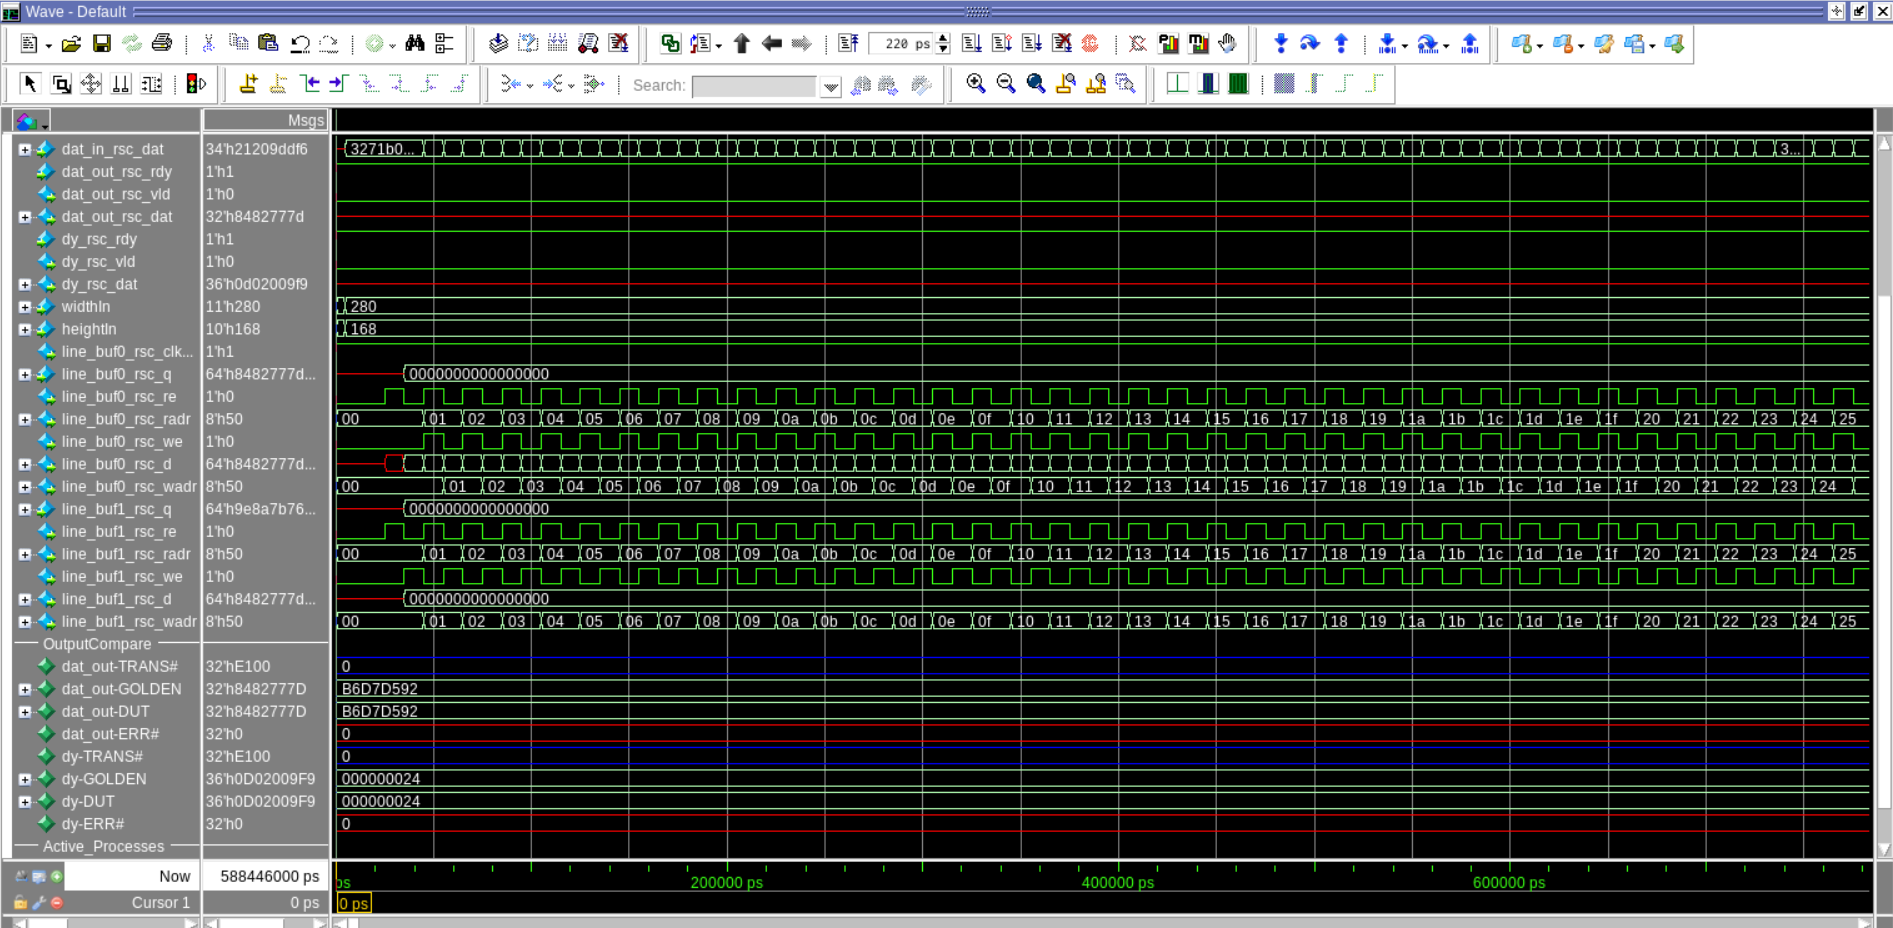 Wave - Default
220 ps
Search:
Msgs
dat_in_rsc_dat 34'h21209ddf6 3271b0... 3...
dat_out_rsc_rdy 1'h1
dat_out_rsc_vld 1'h0
dat_out_rsc_dat 32'h8482777d
dy_rsc_rdy 1'h1
dy_rsc_vld 1'h0
dy_rsc_dat 36'h0d02009f9
widthIn 11'h280 280
heightIn 10'h168 168
line_buf0_rsc_clk... 1'h1
line_buf0_rsc_q 64'h8482777d... 0000000000000000
line_buf0_rsc_re 1'h0
line_buf0_rsc_radr 8'h50 00 01 02 03 04 05 06 07 08 09 0a 0b 0c 0d 0e 0f 10 11 12 13 14 15 16 17 18 19 1a 1b 1c 1d 1e 1f 20 21 22 23 24 25
line_buf0_rsc_we 1'h0
line_buf0_rsc_d 64'h8482777d...
line_buf0_rsc_wadr 8'h50 00 01 02 03 04 05 06 07 08 09 0a 0b 0c 0d 0e 0f 10 11 12 13 14 15 16 17 18 19 1a 1b 1c 1d 1e 1f 20 21 22 23 24
line_buf1_rsc_q 64'h9e8a7b76... 0000000000000000
line_buf1_rsc_re 1'h0
line_buf1_rsc_radr 8'h50 00 01 02 03 04 05 06 07 08 09 0a 0b 0c 0d 0e 0f 10 11 12 13 14 15 16 17 18 19 1a 1b 1c 1d 1e 1f 20 21 22 23 24 25
line_buf1_rsc_we 1'h0
line_buf1_rsc_d 64'h8482777d... 0000000000000000
line_buf1_rsc_wadr 8'h50 00 01 02 03 04 05 06 07 08 09 0a 0b 0c 0d 0e 0f 10 11 12 13 14 15 16 17 18 19 1a 1b 1c 1d 1e 1f 20 21 22 23 24 25
OutputCompare
dat_out-TRANS# 32'hE100 0
dat_out-GOLDEN 32'h8482777D B6D7D592
dat_out-DUT 32'h8482777D B6D7D592
dat_out-ERR# 32'h0 0
dy-TRANS# 32'hE100 0
dy-GOLDEN 36'h0D02009F9 000000024
dy-DUT 36'h0D02009F9 000000024
dy-ERR# 32'h0 0
Active_Processes
Now 588446000 ps ps 200000 ps 400000 ps 600000 ps
Cursor 1 0 ps 0 ps